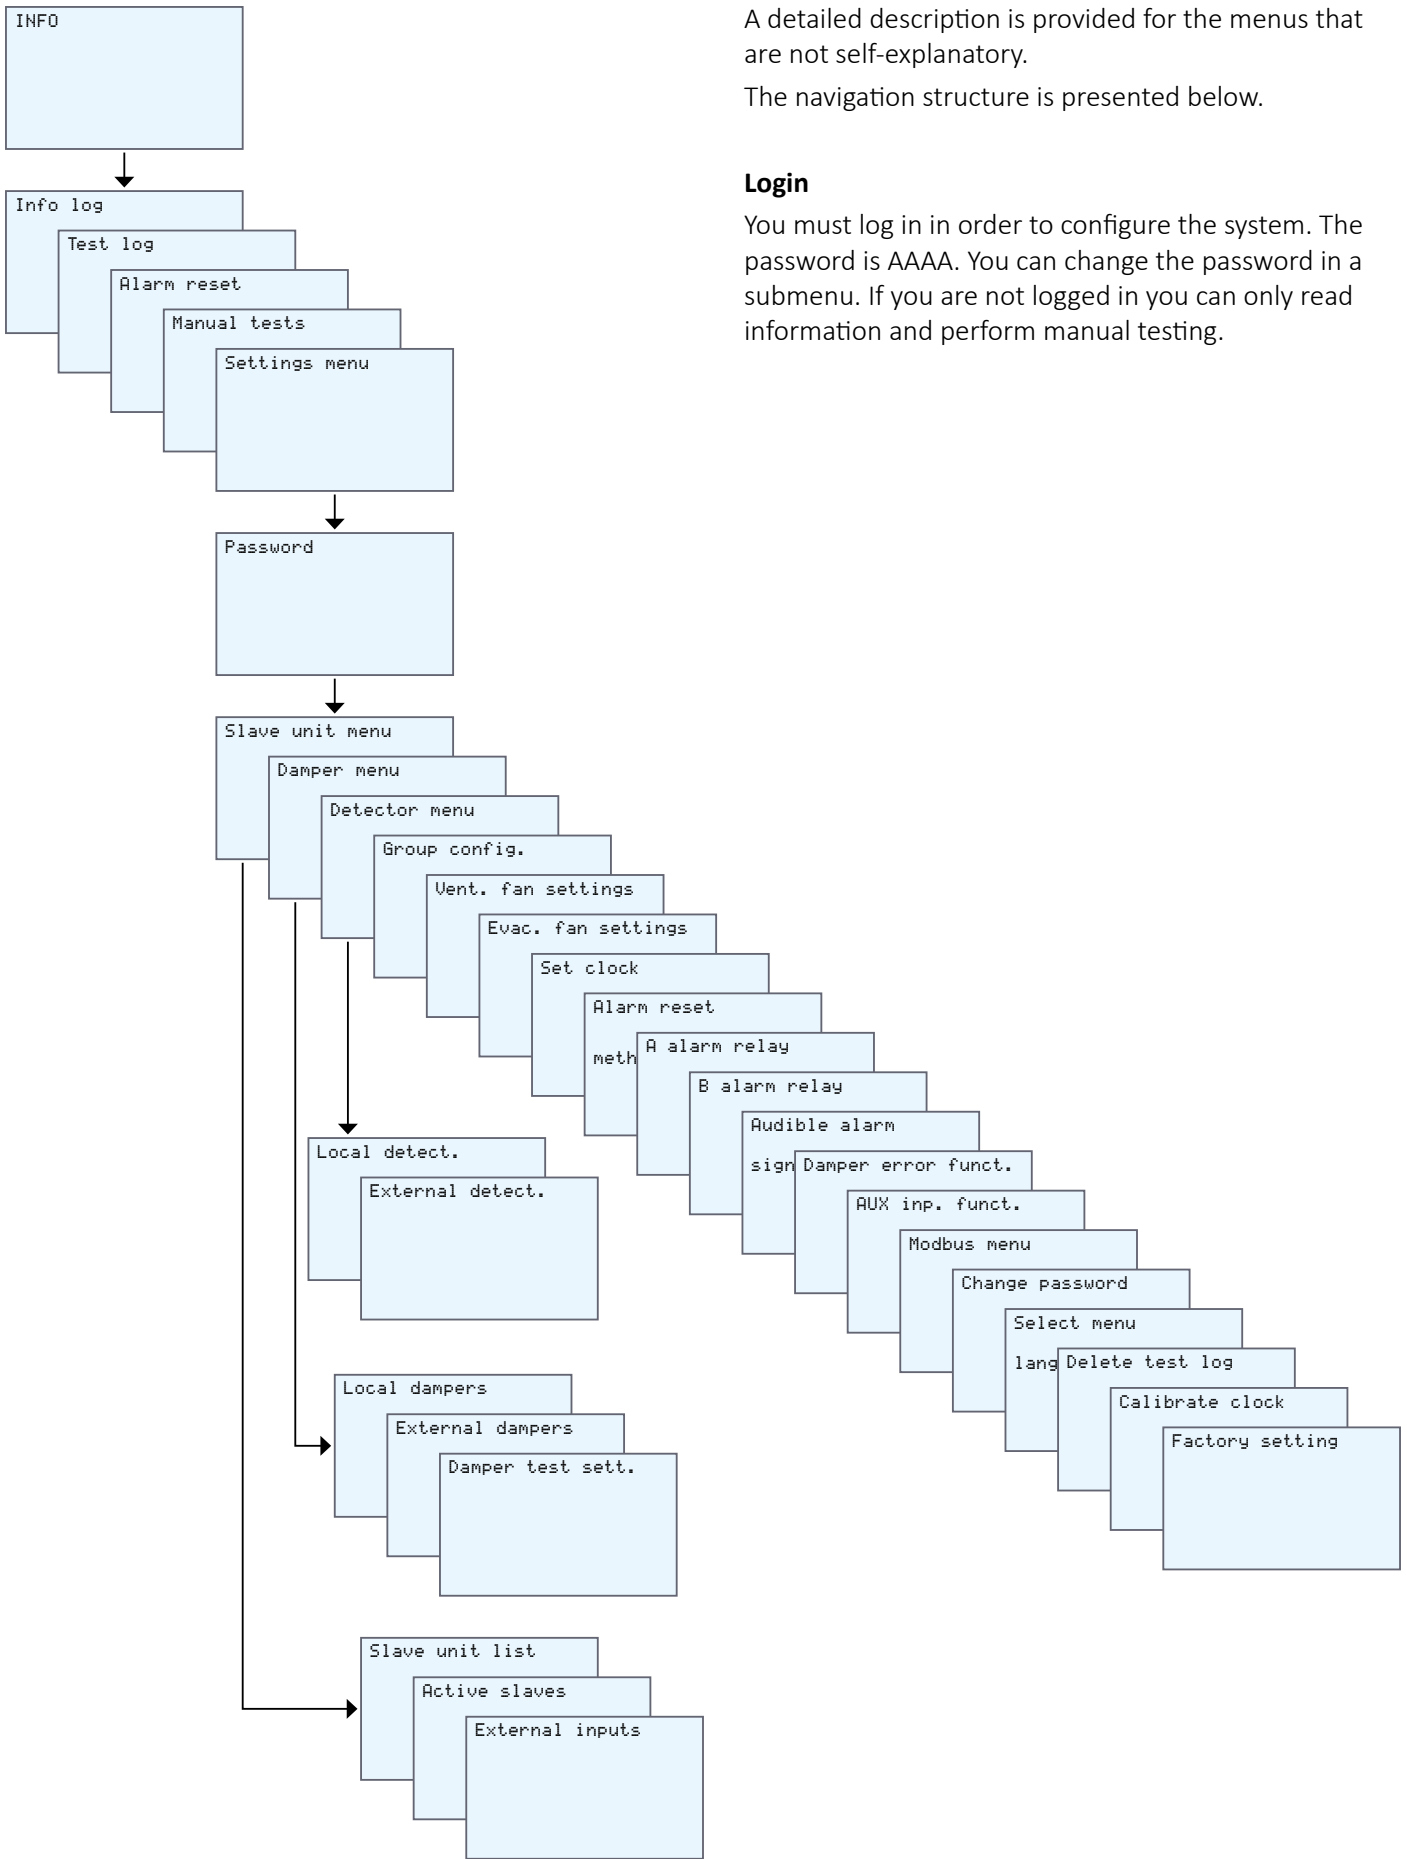 INFO
A detailed description is provided for the menus that
are not self-explanatory.
The navigation structure is presented below.
Login
You must log in in order to configure the system. The
password is AAAA. You can change the password in a
submenu. If you are not logged in you can only read
information and perform manual testing.
Info log
Test log
Alarm reset
Manual tests
Settings menu
Password
Slave unit menu
Damper menu
Detector menu
Group config.
Vent. fan settings
Evac. fan settings
Set clock
Alarm reset
meth
A alarm relay
B alarm relay
Audible alarm
sign
Damper error funct.
AUX inp. funct.
Modbus menu
Change password
Select menu
lang
Delete test log
Calibrate clock
Factory setting
Local detect.
External detect.
Local dampers
External dampers
Damper test sett.
Slave unit list
Active slaves
External inputs